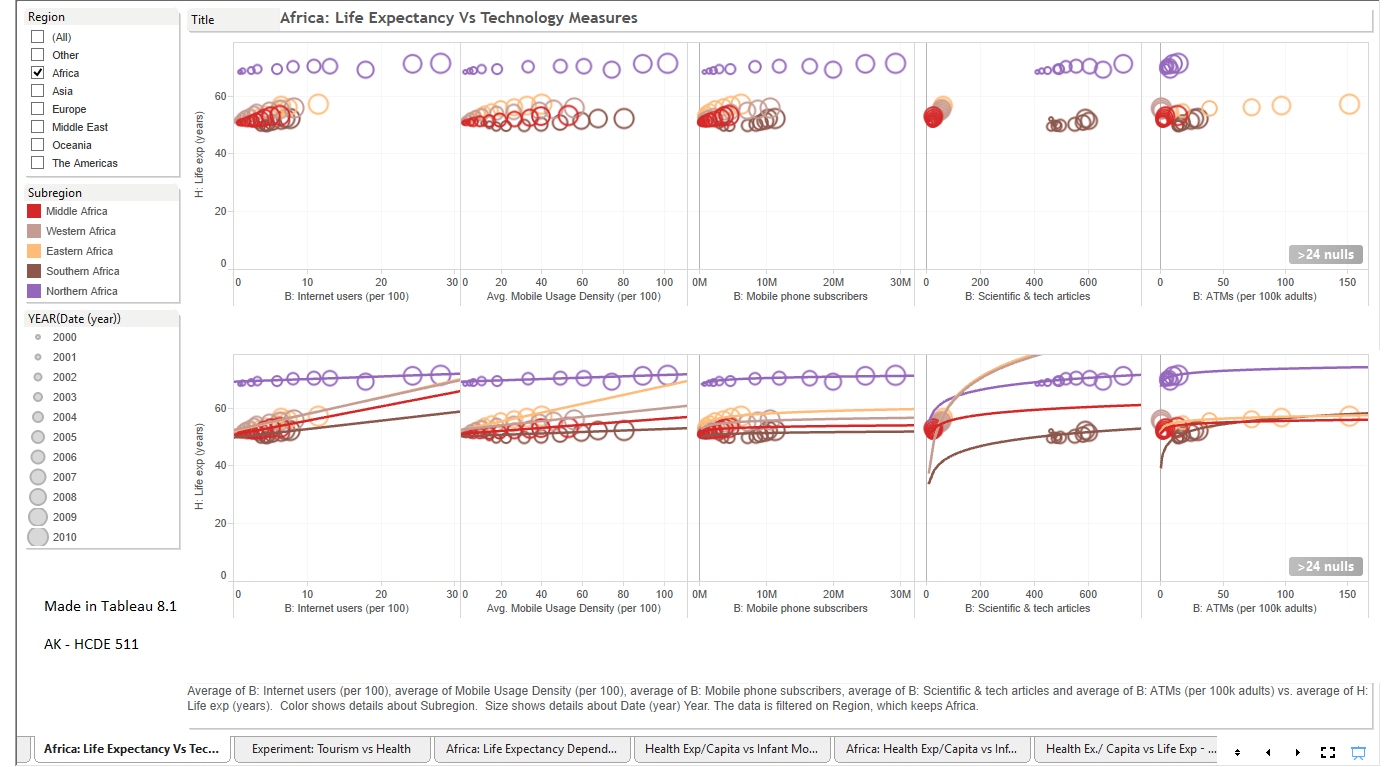 Region
(All)
Other
Africa
Asia
Europe
Middle East
Oceania
The Americas
Subregion
Middle Africa
Western Africa
Eastern Africa
Southern Africa
Northern Africa
YEAR(Date (year))
2000
2001
2002
2003
2004
2005
2006
2007
2008
2009
2010
Made in Tableau 8.1
AK - HCDE 511
Title
Africa: Life Expectancy Vs Technology Measures
H: Life exp (years)
60
40
20
0
>24 nulls
0 10 20 30 0 20 40 60 80 100 0M 10M 20M 30M 0 200 400 600 0 50 100 150
B: Internet users (per 100) Avg. Mobile Usage Density (per 100) B: Mobile phone subscribers B: Scientific & tech articles B: ATMs (per 100k adults)
H: Life exp (years)
60
40
20
0
>24 nulls
0 10 20 30 0 20 40 60 80 100 0M 10M 20M 30M 0 200 400 600 0 50 100 150
B: Internet users (per 100) Avg. Mobile Usage Density (per 100) B: Mobile phone subscribers B: Scientific & tech articles B: ATMs (per 100k adults)
Average of B: Internet users (per 100), average of Mobile Usage Density (per 100), average of B: Mobile phone subscribers, average of B: Scientific & tech articles and average of B: ATMs (per 100k adults) vs. average of H:
Life exp (years).  Color shows details about Subregion.  Size shows details about Date (year) Year. The data is filtered on Region, which keeps Africa.
Africa: Life Expectancy Vs Tec... Experiment: Tourism vs Health Africa: Life Expectancy Depend... Health Exp/Capita vs Infant Mo... Africa: Health Exp/Capita vs Inf... Health Ex./ Capita vs Life Exp - ...